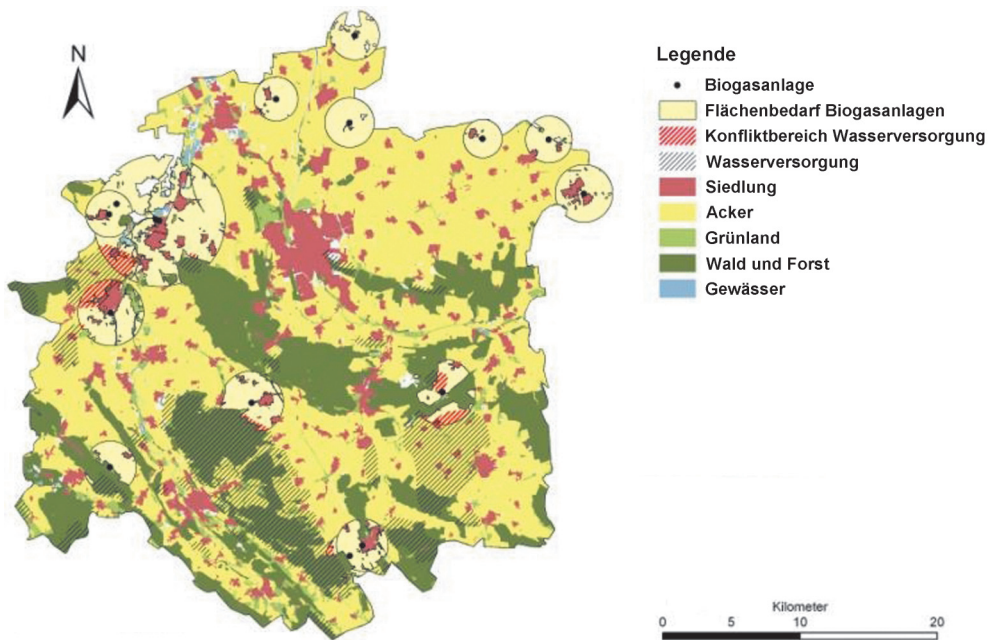 N
Legende
Biogasanlage
Flächenbedarf Biogasanlagen
Konfliktbereich Wasserversorgung
Wasserversorgung
Siedlung
Acker
Grünland
Wald und Forst
Gewässer
Kilometer
0 5 10 20